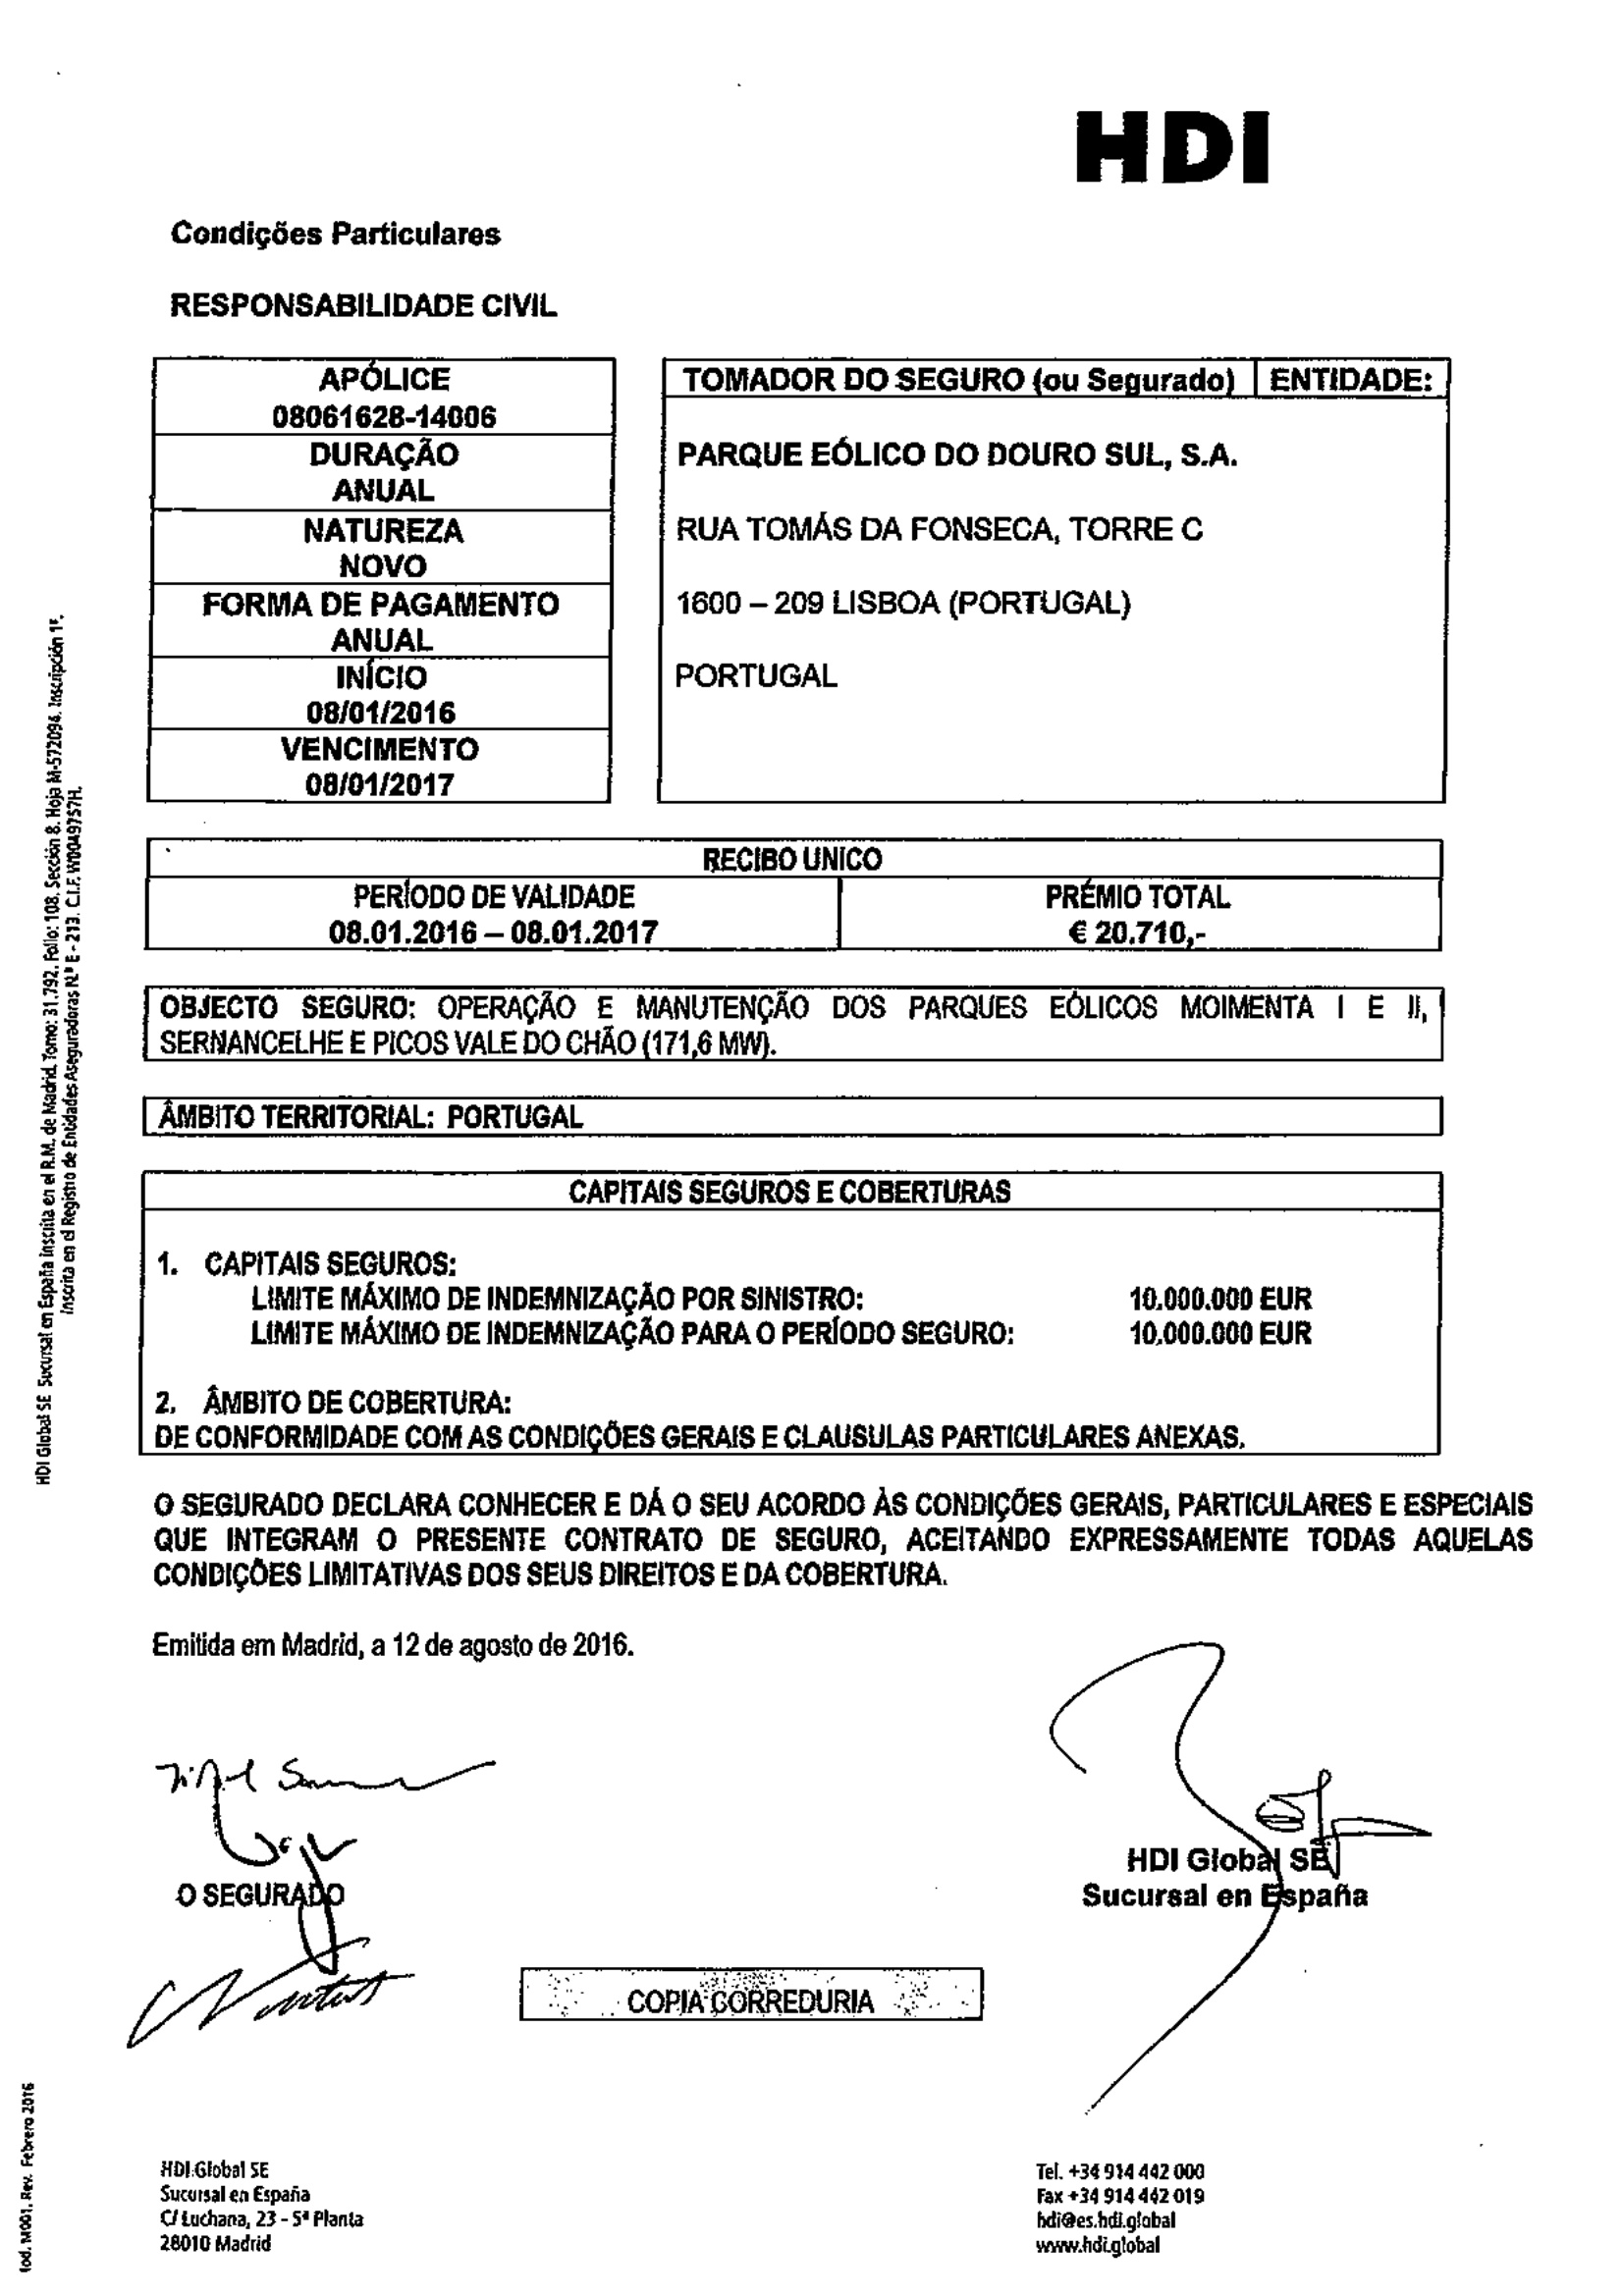 HDI
Condições Particulares
RESPONSABILIDADE CIVIL
APÓLICE
08061628-14006
DURAÇÃO
ANUAL
NATUREZA
NOVO
FORMA DE PAGAMENTO
ANUAL
INÍCIO
08/01/2016
VENCIMENTO
08/01/2017
TOMADOR DO SEGURO (ou Segurado) ENTIDADE:
PARQUE EÓLICO DO DOURO SUL, S.A.
RUA TOMÁS DA FONSECA, TORRE C
1600 – 209 LISBOA (PORTUGAL)
PORTUGAL
RECIBO UNICO
PERÍODO DE VALIDADE
08.01.2016 – 08.01.2017
PRÉMIO TOTAL
€ 20.710,-
OBJECTO SEGURO: OPERAÇÃO E MANUTENÇÃO DOS PARQUES EÓLICOS MOIMENTA I E II,
SERNANCELHE E PICOS VALE DO CHÃO (171,6 MW).
ÂMBITO TERRITORIAL: PORTUGAL
CAPITAIS SEGUROS E COBERTURAS
1. CAPITAIS SEGUROS:
LIMITE MÁXIMO DE INDEMNIZAÇÃO POR SINISTRO: 10.000.000 EUR
LIMITE MÁXIMO DE INDEMNIZAÇÃO PARA O PERÍODO SEGURO: 10.000.000 EUR
2. ÂMBITO DE COBERTURA:
DE CONFORMIDADE COM AS CONDIÇÕES GERAIS E CLAUSULAS PARTICULARES ANEXAS.
O SEGURADO DECLARA CONHECER E DÁ O SEU ACORDO ÀS CONDIÇÕES GERAIS, PARTICULARES E ESPECIAIS
QUE INTEGRAM O PRESENTE CONTRATO DE SEGURO, ACEITANDO EXPRESSAMENTE TODAS AQUELAS
CONDIÇÕES LIMITATIVAS DOS SEUS DIREITOS E DA COBERTURA.
Emitida em Madrid, a 12 de agosto de 2016.
O SEGURADO
HDI Global SE
Sucursal en España
COPIA CORREDURIA
HDI Global SE
Sucursal en España
C/ Luchana, 23 - 5ª Planta
28010 Madrid
Tel. +34 914 442 000
Fax +34 914 442 019
hdi@es.hdi.global
www.hdi.global
HDI Global SE Sucursal en España inscrita en el R.M. de Madrid, Tomo: 31.792. Folio: 108. Sección 8. Hoja M-572094. Inscripción 1ª.
Inscrita en el Registro de Entidades Aseguradoras N.º E - 213. C.I.F. W0049757H.
Mod. M001. Rev. Febrero 2016